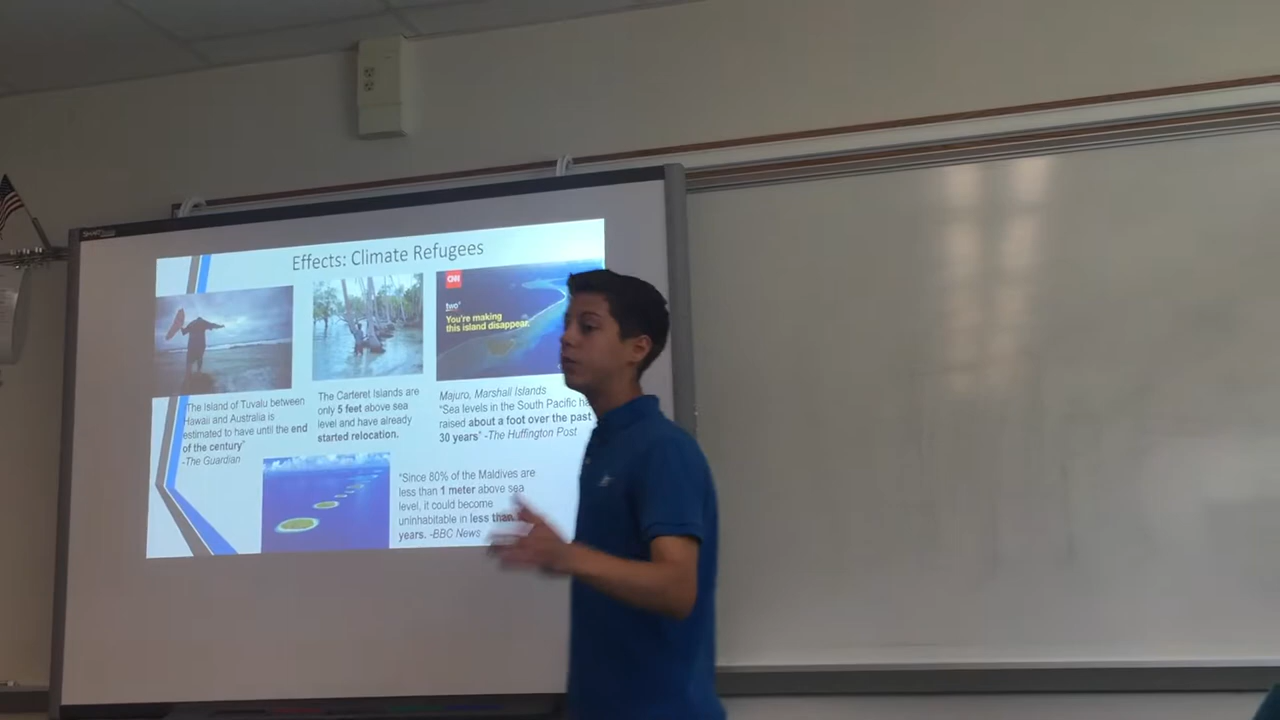 SMART
Effects: Climate Refugees
CNN
two°
You're making
this island disappear.
"The Island of Tuvalu between
Hawaii and Australia is
estimated to have until the end
of the century"
-The Guardian
The Carteret Islands are
only 5 feet above sea
level and have already
started relocation.
Majuro, Marshall Islands
"Sea levels in the South Pacific
raised about a foot over the past
30 years" -The Huffington Post
"Since 80% of the Maldives are
less than 1 meter above sea
level, it could become
uninhabitable in less than
years. -BBC News